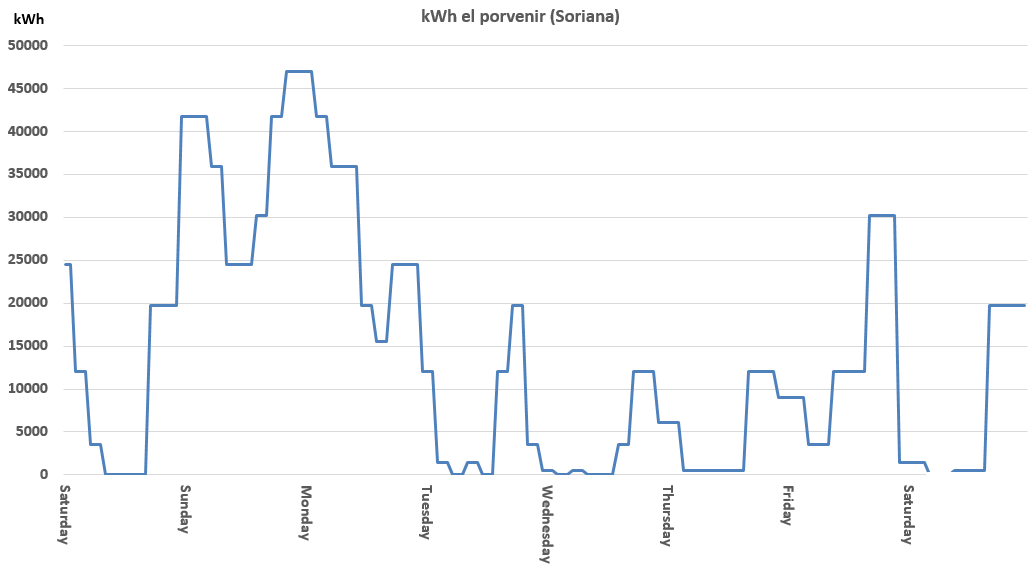 kWh el porvenir (Soriana)
kWh
50000
45000
40000
35000
30000
25000
20000
15000
10000
5000
0
Saturday
Sunday
Monday
Tuesday
Wednesday
Thursday
Friday
Saturday